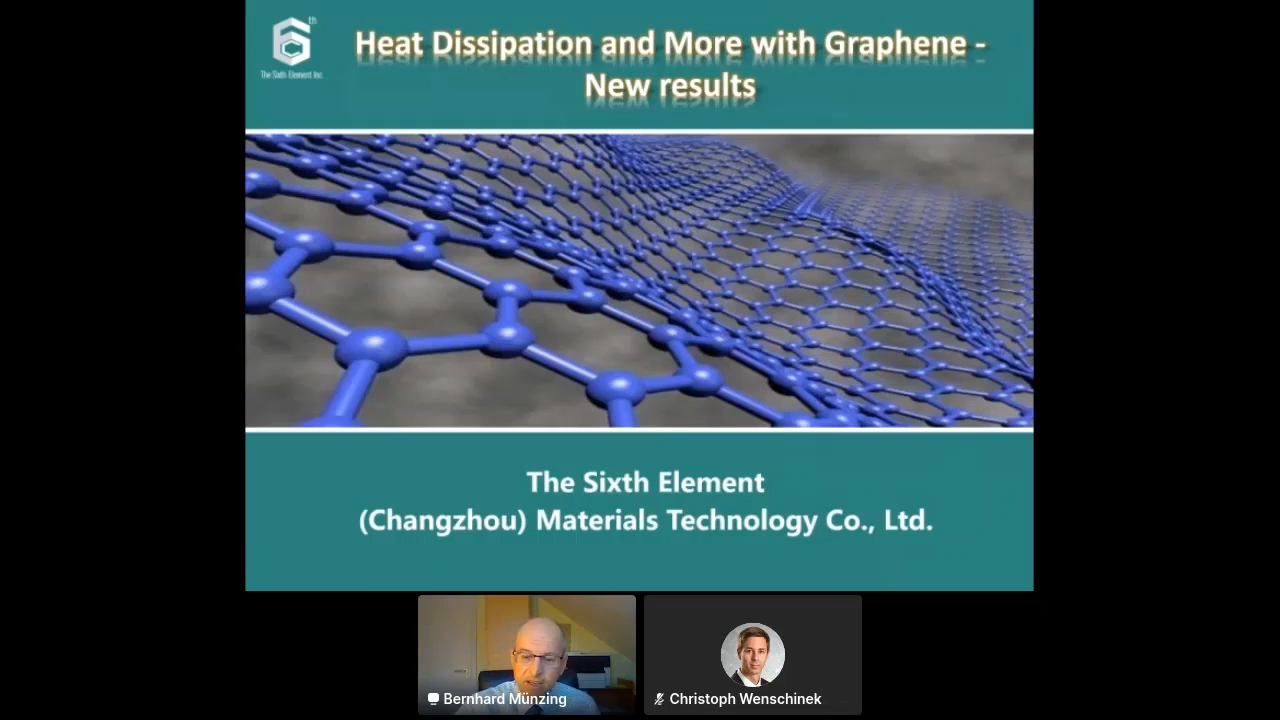 th
The Sixth Element Inc.
Heat Dissipation and More with Graphene -
New results
The Sixth Element
(Changzhou) Materials Technology Co., Ltd.
Bernhard Münzing
Christoph Wenschinek